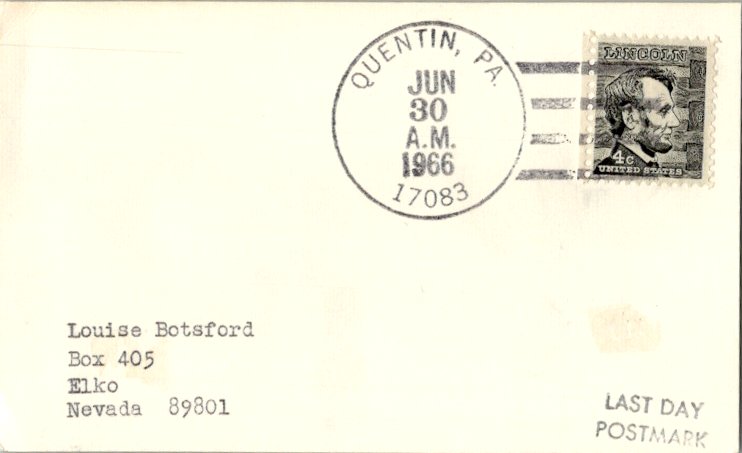 QUENTIN, PA.
JUN
30
A.M.
1966
17083
LINCOLN
4c
UNITED STATES
Louise Botsford
Box 405
Elko
Nevada 89801
LAST DAY
POSTMARK